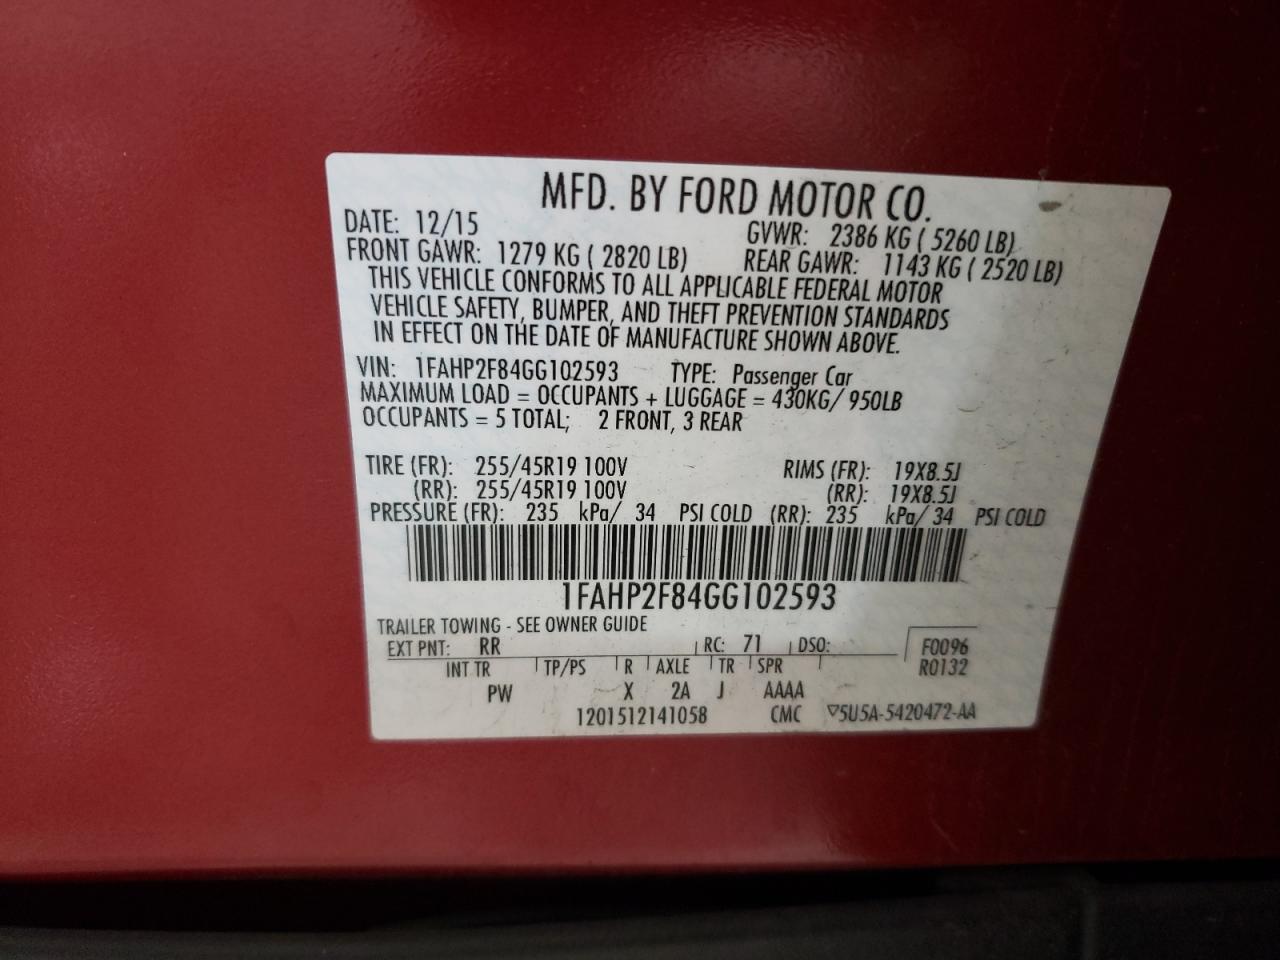 MFD. BY FORD MOTOR CO.
DATE: 12/15 GVWR: 2386 KG ( 5260 LB)
FRONT GAWR: 1279 KG ( 2820 LB) REAR GAWR: 1143 KG ( 2520 LB)
THIS VEHICLE CONFORMS TO ALL APPLICABLE FEDERAL MOTOR
VEHICLE SAFETY, BUMPER, AND THEFT PREVENTION STANDARDS
IN EFFECT ON THE DATE OF MANUFACTURE SHOWN ABOVE.
VIN: 1FAHP2F84GG102593 TYPE: Passenger Car
MAXIMUM LOAD = OCCUPANTS + LUGGAGE = 430KG/ 950LB
OCCUPANTS = 5 TOTAL; 2 FRONT, 3 REAR
TIRE (FR): 255/45R19 100V RIMS (FR): 19X8.5J
(RR): 255/45R19 100V (RR): 19X8.5J
PRESSURE (FR): 235 kPa/ 34 PSI COLD (RR): 235 kPa/ 34 PSI COLD
1FAHP2F84GG102593
TRAILER TOWING - SEE OWNER GUIDE
EXT PNT: RR RC: 71 DSO: F0096
INT TR TP/PS R AXLE TR SPR R0132
PW X 2A J AAAA
1201512141058 CMC ▽5U5A-5420472-AA